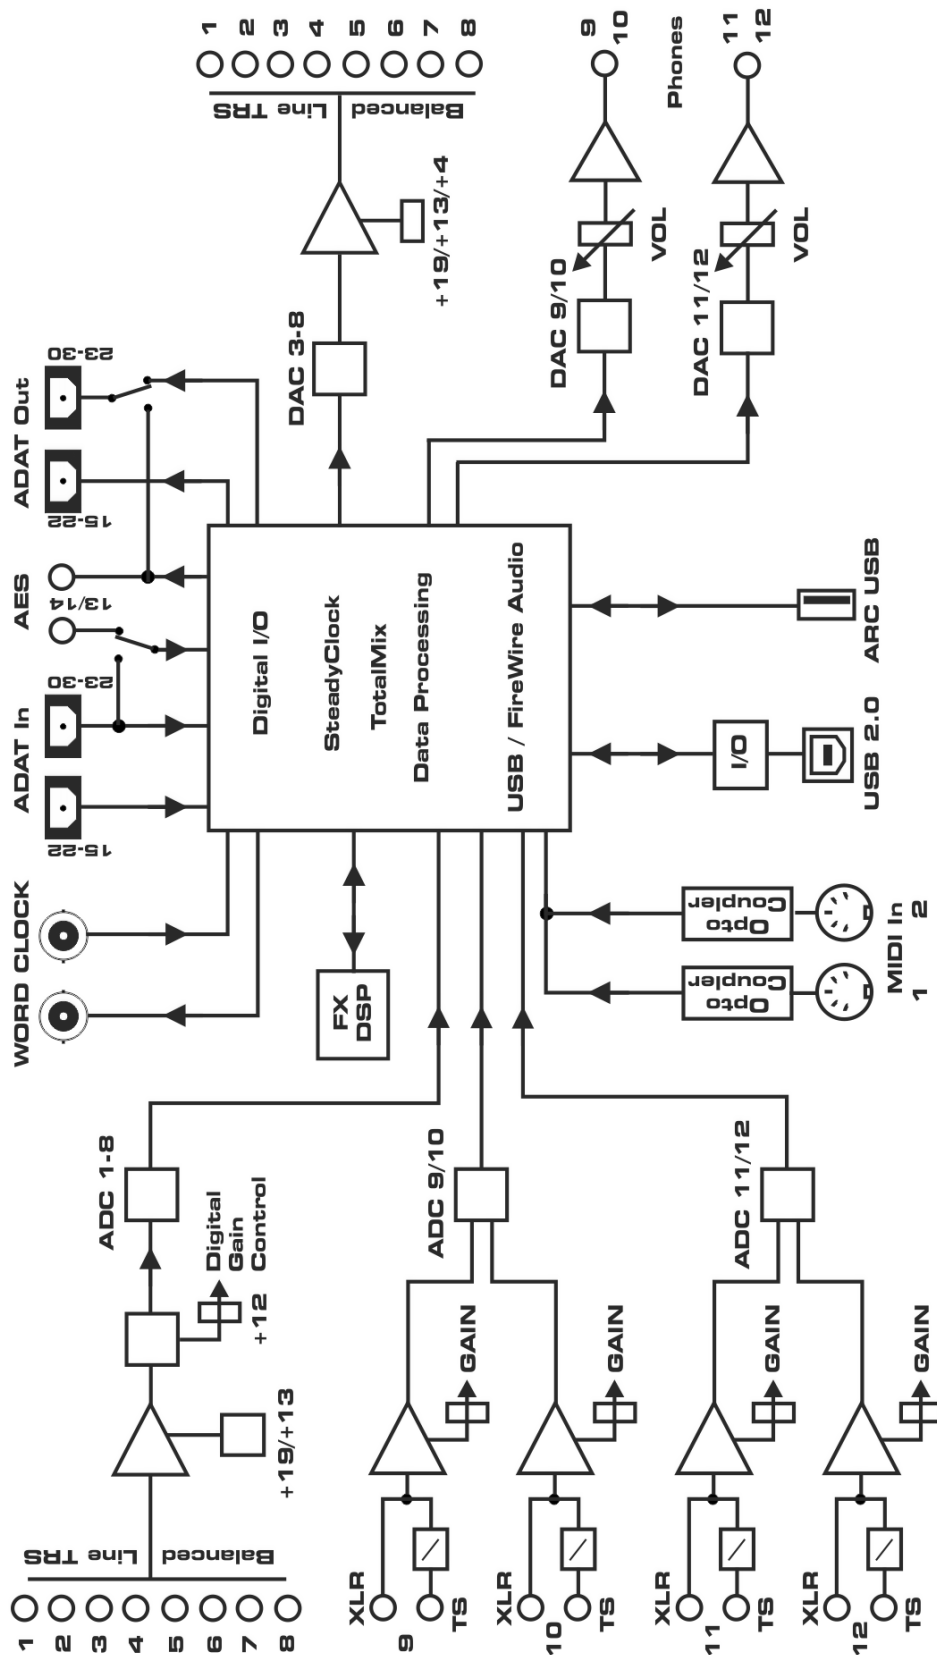 1
2
3
4
5
6
7
8
Balanced
Line TRS
+19/+13
+12
Digital
Gain
Control
ADC 1-8
XLR
9
TS
GAIN
XLR
10
TS
GAIN
ADC 9/10
XLR
11
TS
GAIN
XLR
12
TS
GAIN
ADC 11/12
WORD CLOCK
FX
DSP
Opto
Coupler
Opto
Coupler
MIDI In
1
2
ADAT In
15-22
23-30
AES
13/14
ADAT Out
15-22
23-30
Digital I/O
SteadyClock
TotalMix
Data Processing
USB / FireWire Audio
I/O
USB 2.0
ARC USB
DAC 3-8
+19/+13/+4
Balanced
Line TRS
1
2
3
4
5
6
7
8
DAC 9/10
VOL
9
10
Phones
DAC 11/12
VOL
11
12